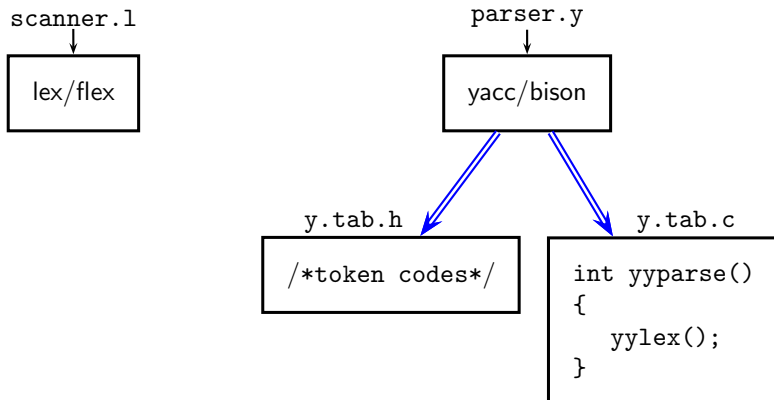 scanner.l
parser.y
lex/flex
yacc/bison
y.tab.h
y.tab.c
/*token codes*/
int yyparse()
{
yylex();
}